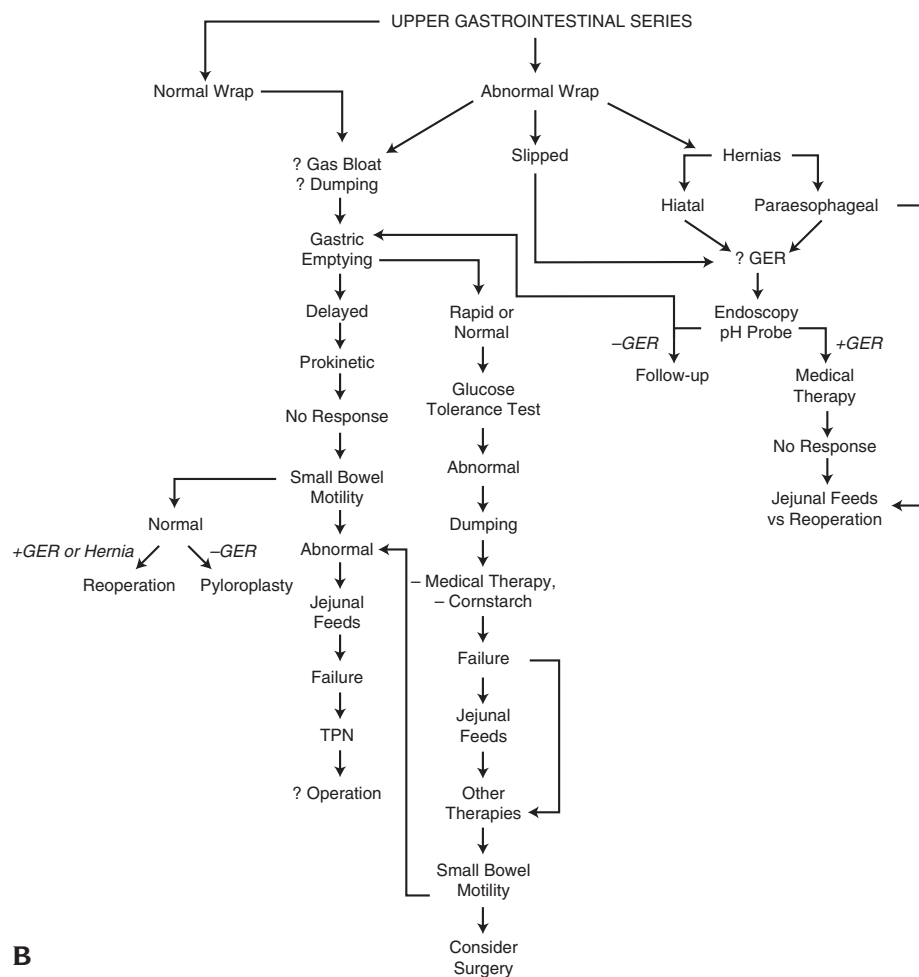 UPPER GASTROINTESTINAL SERIES
Normal Wrap
Abnormal Wrap
? Gas Bloat
? Dumping
Slipped
Hernias
Hiatal
Paraesophageal
Gastric
Emptying
? GER
Delayed
Rapid or
Normal
Endoscopy
pH Probe
–GER
+GER
Prokinetic
Follow-up
Medical
Therapy
Glucose
Tolerance Test
No Response
No Response
Abnormal
Small Bowel
Motility
Jejunal Feeds
vs Reoperation
Normal
Dumping
+GER or Hernia
–GER
Abnormal
Reoperation
Pyloroplasty
– Medical Therapy,
– Cornstarch
Jejunal
Feeds
Failure
Failure
Jejunal
Feeds
TPN
? Operation
Other
Therapies
Small Bowel
Motility
Consider
Surgery
B